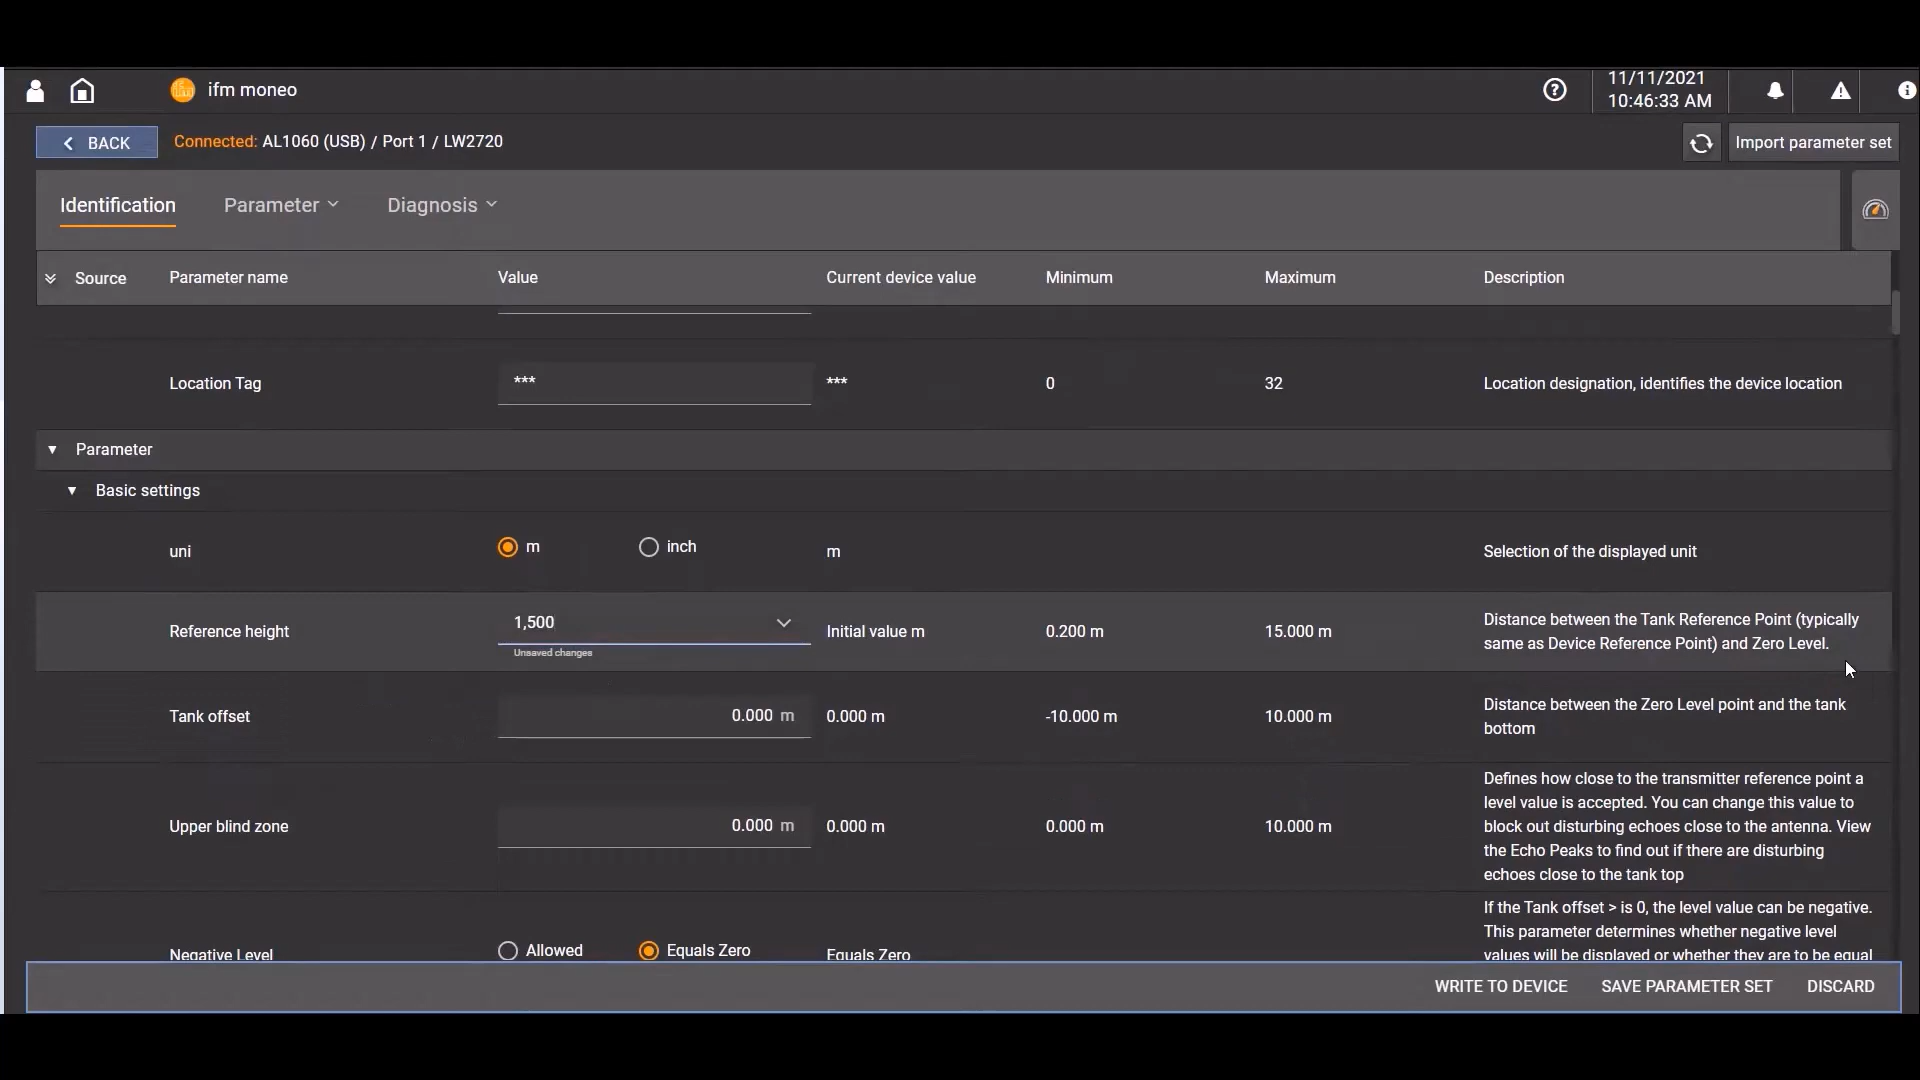 ifm moneo
11/11/2021
10:46:33 AM
BACK
Connected: AL1060 (USB) / Port 1 / LW2720
Import parameter set
Identification
Parameter
Diagnosis
Source
Parameter name
Value
Current device value
Minimum
Maximum
Description
Location Tag
***
***
0
32
Location designation, identifies the device location
Parameter
Basic settings
uni
m
inch
m
Selection of the displayed unit
Reference height
1,500
Unsaved changes
Initial value m
0.200 m
15.000 m
Distance between the Tank Reference Point (typically
same as Device Reference Point) and Zero Level.
Tank offset
0.000 m
0.000 m
-10.000 m
10.000 m
Distance between the Zero Level point and the tank
bottom
Upper blind zone
0.000 m
0.000 m
0.000 m
10.000 m
Defines how close to the transmitter reference point a
level value is accepted. You can change this value to
block out disturbing echoes close to the antenna. View
the Echo Peaks to find out if there are disturbing
echoes close to the tank top
Negative Level
Allowed
Equals Zero
Equals Zero
If the Tank offset > is 0, the level value can be negative.
This parameter determines whether negative level
values will be displayed or whether they are to be equal
WRITE TO DEVICE
SAVE PARAMETER SET
DISCARD